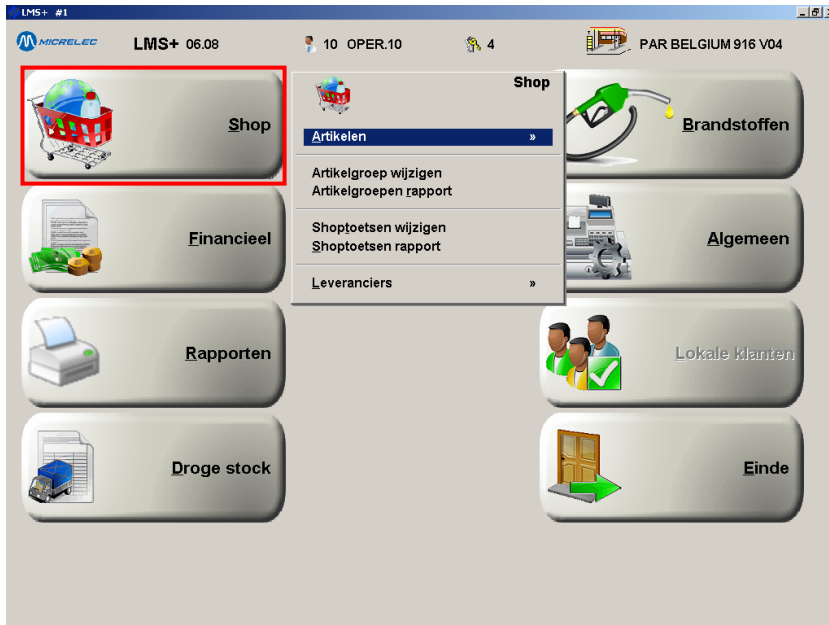 LMS+ #1
MICRELEC LMS+ 06.08 10 OPER.10 4 PAR BELGIUM 916 V04
Shop
Shop
Artikelen »
Artikelgroep wijzigen
Artikelgroepen rapport
Shoptoetsen wijzigen
Shoptoetsen rapport
Leveranciers »
Brandstoffen
Financieel
Algemeen
Rapporten
Lokale klanten
Droge stock
Einde